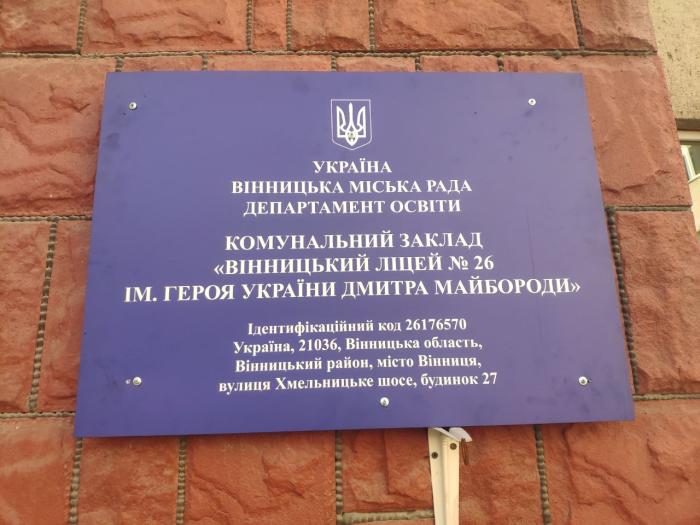 УКРАЇНА
ВІННИЦЬКА МІСЬКА РАДА
ДЕПАРТАМЕНТ ОСВІТИ
КОМУНАЛЬНИЙ ЗАКЛАД
«ВІННИЦЬКИЙ ЛІЦЕЙ № 26
ІМ. ГЕРОЯ УКРАЇНИ ДМИТРА МАЙБОРОДИ»
Ідентифікаційний код 26176570
Україна, 21036, Вінницька область,
Вінницький район, місто Вінниця,
вулиця Хмельницьке шосе, будинок 27